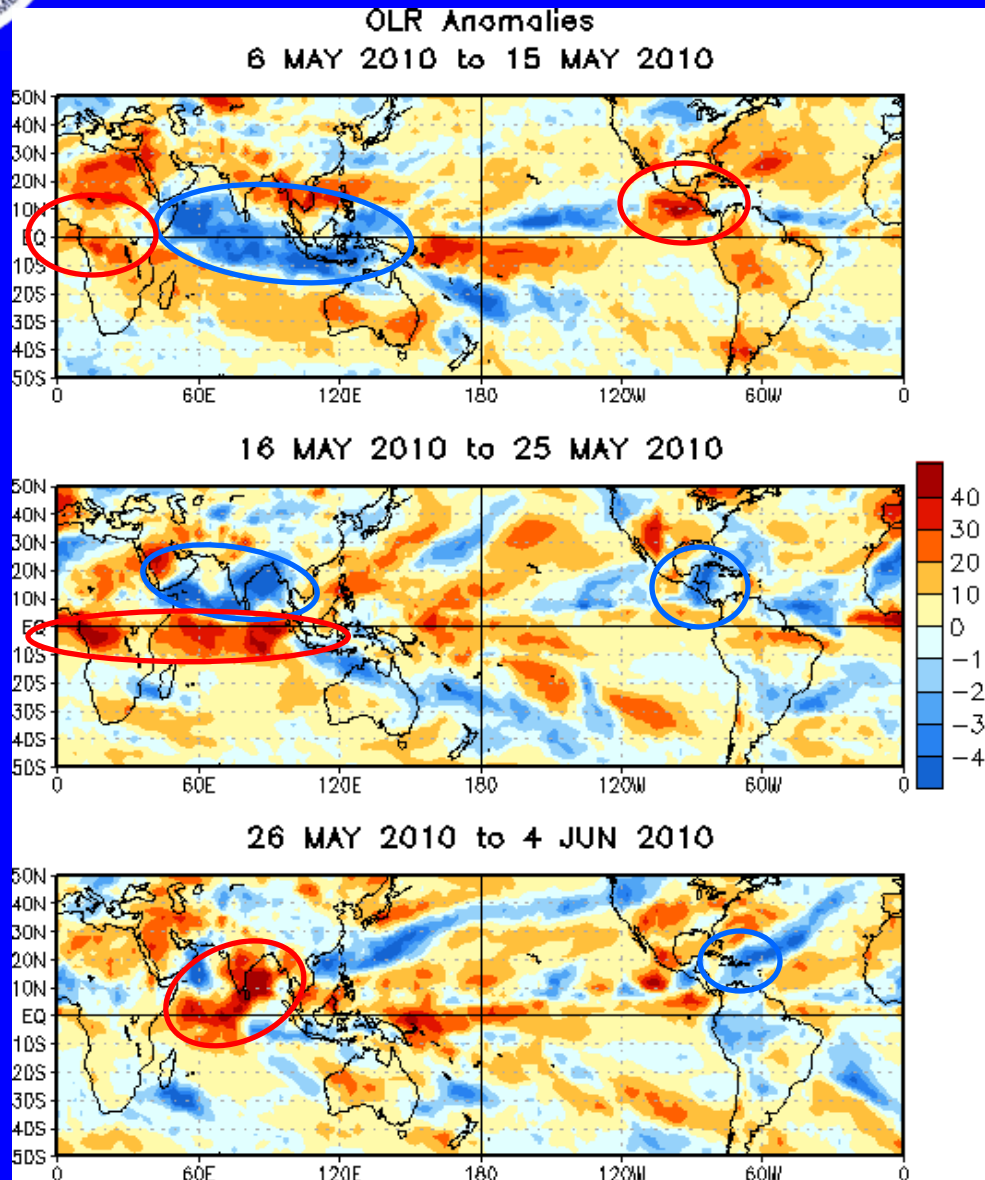 OLR Anomalies
6 MAY 2010 to 15 MAY 2010
50N
40N
30N
20N
10N
EQ
10S
20S
30S
40S
50S
0 60E 120E 180 120W 60W 0
16 MAY 2010 to 25 MAY 2010
50N
40N
30N
20N
10N
EQ
10S
20S
30S
40S
50S
0 60E 120E 180 120W 60W 0
40
30
20
10
0
-1
-2
-3
-4
26 MAY 2010 to 4 JUN 2010
50N
40N
30N
20N
10N
EQ
10S
20S
30S
40S
50S
0 60E 120E 180 120W 60W 0